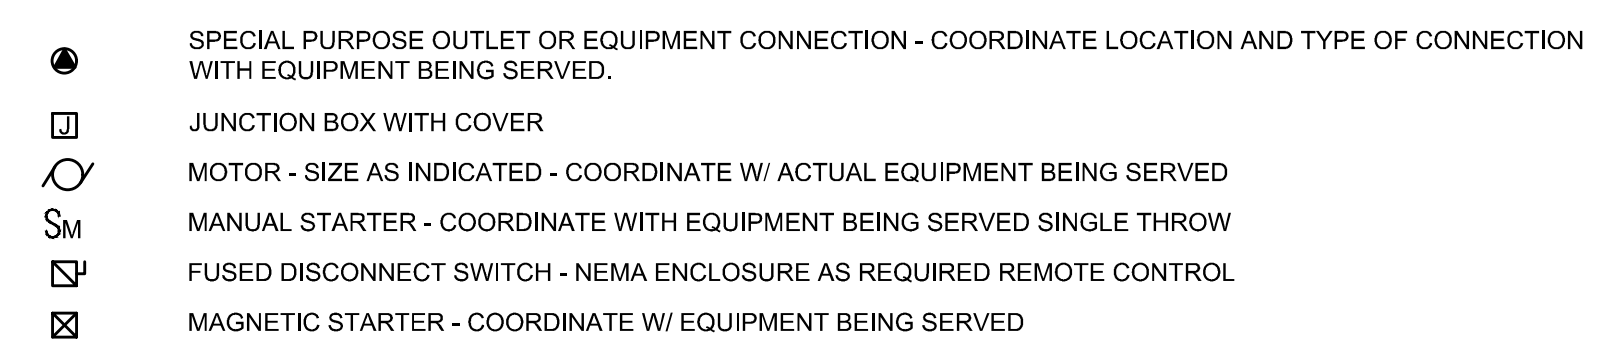 SPECIAL PURPOSE OUTLET OR EQUIPMENT CONNECTION - COORDINATE LOCATION AND TYPE OF CONNECTION
WITH EQUIPMENT BEING SERVED.
J JUNCTION BOX WITH COVER
MOTOR - SIZE AS INDICATED - COORDINATE W/ ACTUAL EQUIPMENT BEING SERVED
SM MANUAL STARTER - COORDINATE WITH EQUIPMENT BEING SERVED SINGLE THROW
FUSED DISCONNECT SWITCH - NEMA ENCLOSURE AS REQUIRED REMOTE CONTROL
MAGNETIC STARTER - COORDINATE W/ EQUIPMENT BEING SERVED